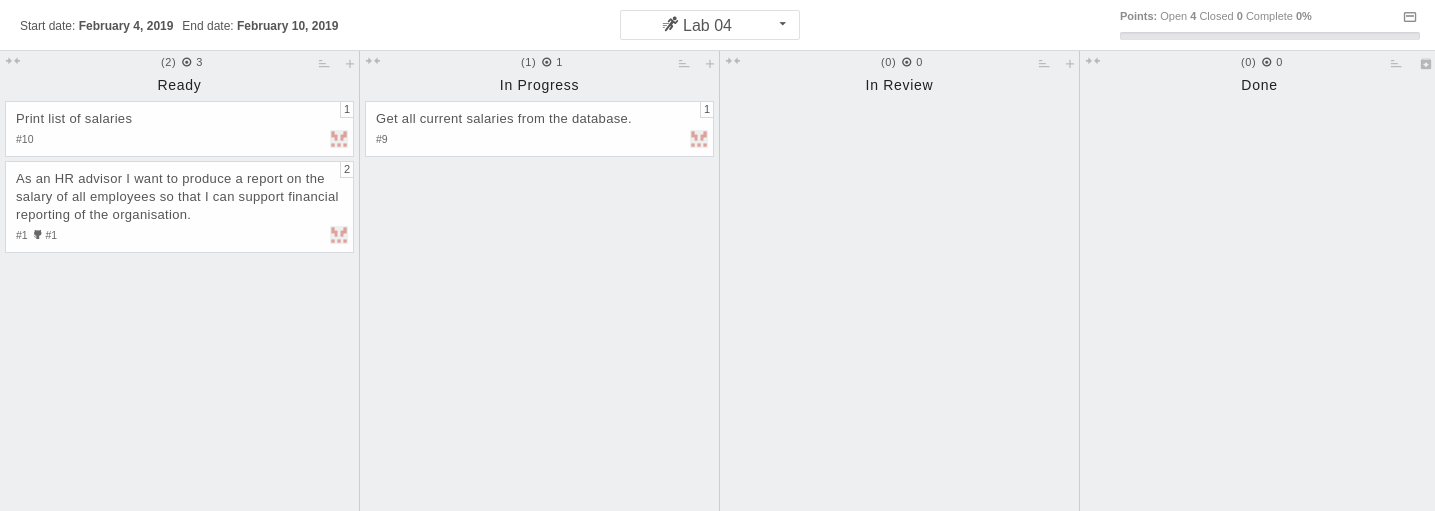 Start date: February 4, 2019 End date: February 10, 2019
Lab 04
Points: Open 4 Closed 0 Complete 0%
(2) 3
Ready
1
Print list of salaries
#10
2
As an HR advisor I want to produce a report on the
salary of all employees so that I can support financial
reporting of the organisation.
#1 #1
(1) 1
In Progress
1
Get all current salaries from the database.
#9
(0) 0
In Review
(0) 0
Done